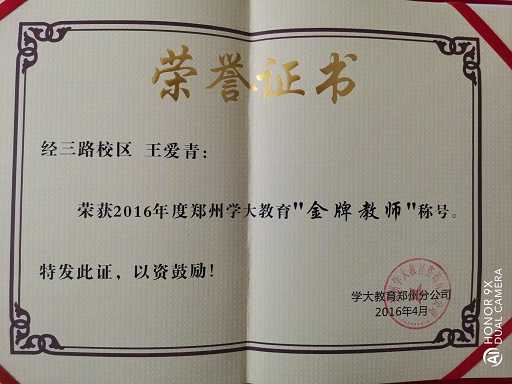 荣誉证书
经三路校区 王爱青：
荣获2016年度郑州学大教育"金牌教师"称号。
特发此证，以资鼓励！
学大教育郑州分公司
2016年4月
HONOR 9X
DUAL CAMERA
AI